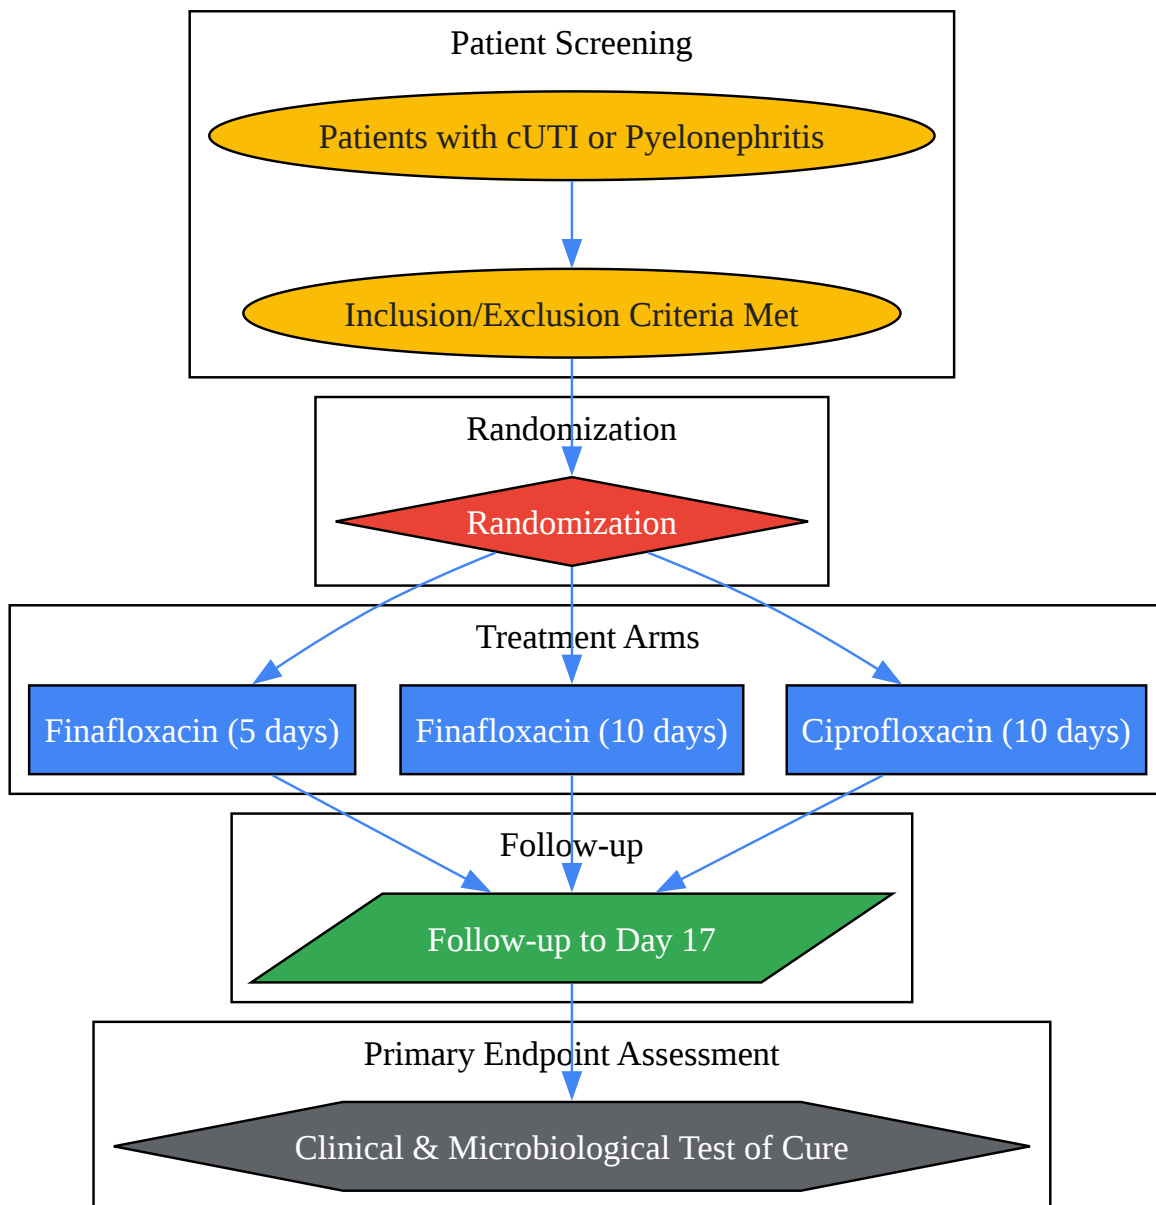 Patient Screening
Patients with cUTI or Pyelonephritis
Inclusion/Exclusion Criteria Met
Randomization
Randomization
Treatment Arms
Finafloxacin (5 days)
Finafloxacin (10 days)
Ciprofloxacin (10 days)
Follow-up
Follow-up to Day 17
Primary Endpoint Assessment
Clinical & Microbiological Test of Cure